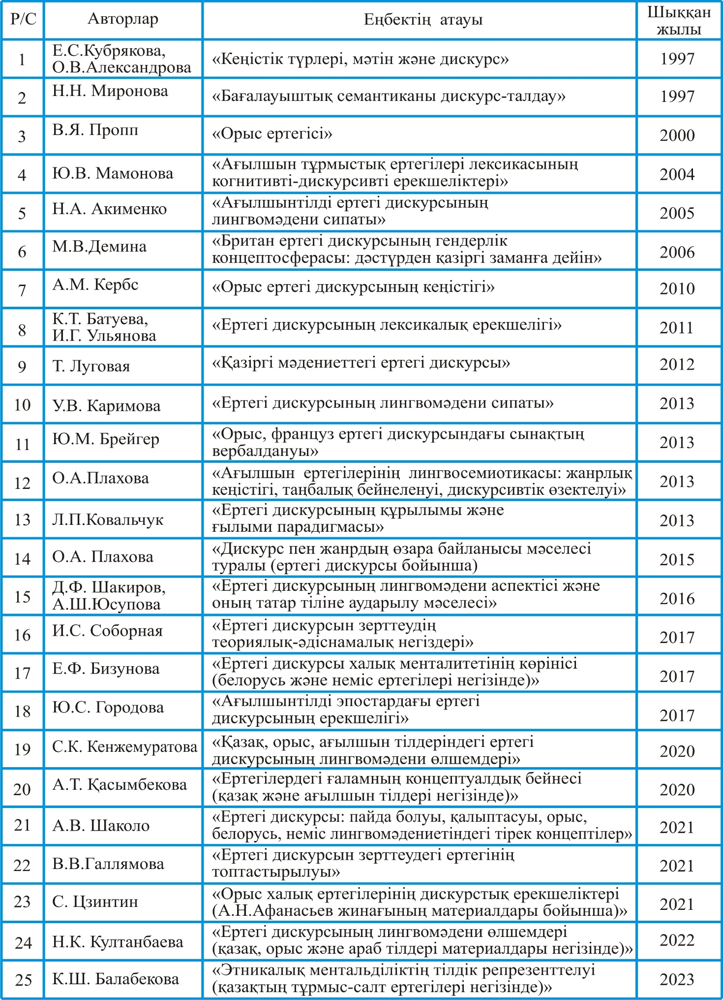 Р/С Авторлар Еңбектің атауы Шыққан
жылы
1 Е.С.Кубрякова,
О.В.Александрова
«Кеңістік түрлері, мәтін және дискурс» 1997
2 Н.Н. Миронова «Бағалауыштық семантиканы дискурс-талдау» 1997
3 В.Я. Пропп «Орыс ертегісі» 2000
4 Ю.В. Мамонова «Ағылшын тұрмыстық ертегілері лексикасының
когнитивті-дискурсивті ерекшеліктері» 2004
5 Н.А. Акименко «Ағылшынтілді ертегі дискурсының
лингвомәдени сипаты» 2005
6 М.В.Демина «Британ ертегі дискурсының гендерлік
концептосферасы: дәстүрден қазіргі заманға дейін» 2006
7 А.М. Кербс «Орыс ертегі дискурсының кеңістігі» 2010
8 К.Т. Батуева,
И.Г. Ульянова
«Ертегі дискурсының лексикалық ерекшелігі» 2011
9 Т. Луговая «Қазіргі мәдениеттегі ертегі дискурсы» 2012
10 У.В. Каримова «Ертегі дискурсының лингвомәдени сипаты» 2013
11 Ю.М. Брейгер «Орыс, француз ертегі дискурсындағы сынақтың
вербалдануы» 2013
12 О.А.Плахова «Ағылшын ертегілерінің лингвосемиотикасы: жанрлық
кеңістігі, таңбалық бейнеленуі, дискурсивтік өзектелуі» 2013
13 Л.П.Ковальчук «Ертегі дискурсының құрылымы және
ғылыми парадигмасы» 2013
14 О.А. Плахова «Дискурс пен жанрдың өзара байланысы мәселесі
туралы (ертегі дискурсы бойынша) 2015
15 Д.Ф. Шакиров,
А.Ш.Юсупова
«Ертегі дискурсының лингвомәдени аспектісі және
оның татар тіліне аударылу мәселесі» 2016
16 И.С. Соборная «Ертегі дискурсын зерттеудің
теориялық-әдіснамалық негіздері» 2017
17 Е.Ф. Бизунова «Ертегі дискурсы халық менталитетінің көрінісі
(белорусь және неміс ертегілері негізінде)» 2017
18 Ю.С. Городова «Ағылшынтілді эпостардағы ертегі
дискурсының ерекшелігі» 2017
19 С.К. Кенжемуратова «Қазақ, орыс, ағылшын тілдеріндегі ертегі
дискурсының лингвомәдени өлшемдері» 2020
20 А.Т. Қасымбекова «Ертегілердегі ғаламның концептуалдық бейнесі
(қазақ және ағылшын тілдері негізінде)» 2020
21 А.В. Шаколо «Ертегі дискурсы: пайда болуы, қалыптасуы, орыс,
белорусь, неміс лингвомәдениетіндегі тірек концептілер» 2021
22 В.В.Галлямова «Ертегі дискурсын зерттеудегі ертегінің
топтастырылуы» 2021
23 С. Цзинтин «Орыс халық ертегілерінің дискурстық ерекшеліктері
(А.Н.Афанасьев жинағының материалдары бойынша)» 2021
24 Н.К. Култанбаева «Ертегі дискурсының лингвомәдени өлшемдері
(қазақ, орыс және араб тілдері материалдары негізінде)» 2022
25 К.Ш. Балабекова «Этникалық ментальділіктің тілдік репрезенттелуі
(қазақтың тұрмыс-салт ертегілері негізінде)» 2023